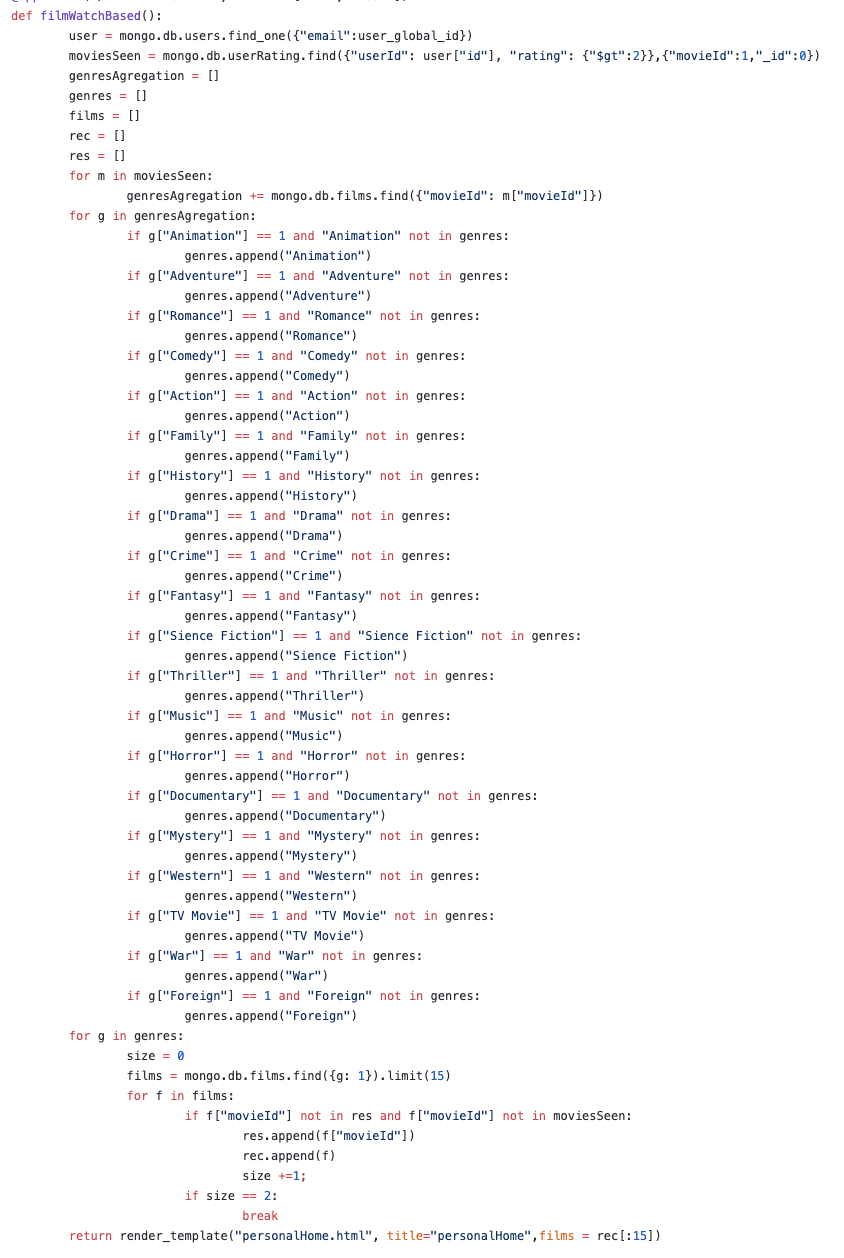 def filmWatchBased():
        user = mongo.db.users.find_one({"email":user_global_id})
        moviesSeen = mongo.db.userRating.find({"userId": user["id"], "rating": {"$gt":2}},{"movieId":1,"_id":0})
        genresAgregation = []
        genres = []
        films = []
        rec = []
        res = []
        for m in moviesSeen:
                genresAgregation += mongo.db.films.find({"movieId": m["movieId"]})
        for g in genresAgregation:
                if g["Animation"] == 1 and "Animation" not in genres:
                        genres.append("Animation")
                if g["Adventure"] == 1 and "Adventure" not in genres:
                        genres.append("Adventure")
                if g["Romance"] == 1 and "Romance" not in genres:
                        genres.append("Romance")
                if g["Comedy"] == 1 and "Comedy" not in genres:
                        genres.append("Comedy")
                if g["Action"] == 1 and "Action" not in genres:
                        genres.append("Action")
                if g["Family"] == 1 and "Family" not in genres:
                        genres.append("Family")
                if g["History"] == 1 and "History" not in genres:
                        genres.append("History")
                if g["Drama"] == 1 and "Drama" not in genres:
                        genres.append("Drama")
                if g["Crime"] == 1 and "Crime" not in genres:
                        genres.append("Crime")
                if g["Fantasy"] == 1 and "Fantasy" not in genres:
                        genres.append("Fantasy")
                if g["Sience Fiction"] == 1 and "Sience Fiction" not in genres:
                        genres.append("Sience Fiction")
                if g["Thriller"] == 1 and "Thriller" not in genres:
                        genres.append("Thriller")
                if g["Music"] == 1 and "Music" not in genres:
                        genres.append("Music")
                if g["Horror"] == 1 and "Horror" not in genres:
                        genres.append("Horror")
                if g["Documentary"] == 1 and "Documentary" not in genres:
                        genres.append("Documentary")
                if g["Mystery"] == 1 and "Mystery" not in genres:
                        genres.append("Mystery")
                if g["Western"] == 1 and "Western" not in genres:
                        genres.append("Western")
                if g["TV Movie"] == 1 and "TV Movie" not in genres:
                        genres.append("TV Movie")
                if g["War"] == 1 and "War" not in genres:
                        genres.append("War")
                if g["Foreign"] == 1 and "Foreign" not in genres:
                        genres.append("Foreign")
        for g in genres:
                size = 0
                films = mongo.db.films.find({g: 1}).limit(15)
                for f in films:
                        if f["movieId"] not in res and f["movieId"] not in moviesSeen:
                                res.append(f["movieId"])
                                rec.append(f)
                                size +=1;
                        if size == 2:
                                break
        return render_template("personalHome.html", title="personalHome",films = rec[:15])